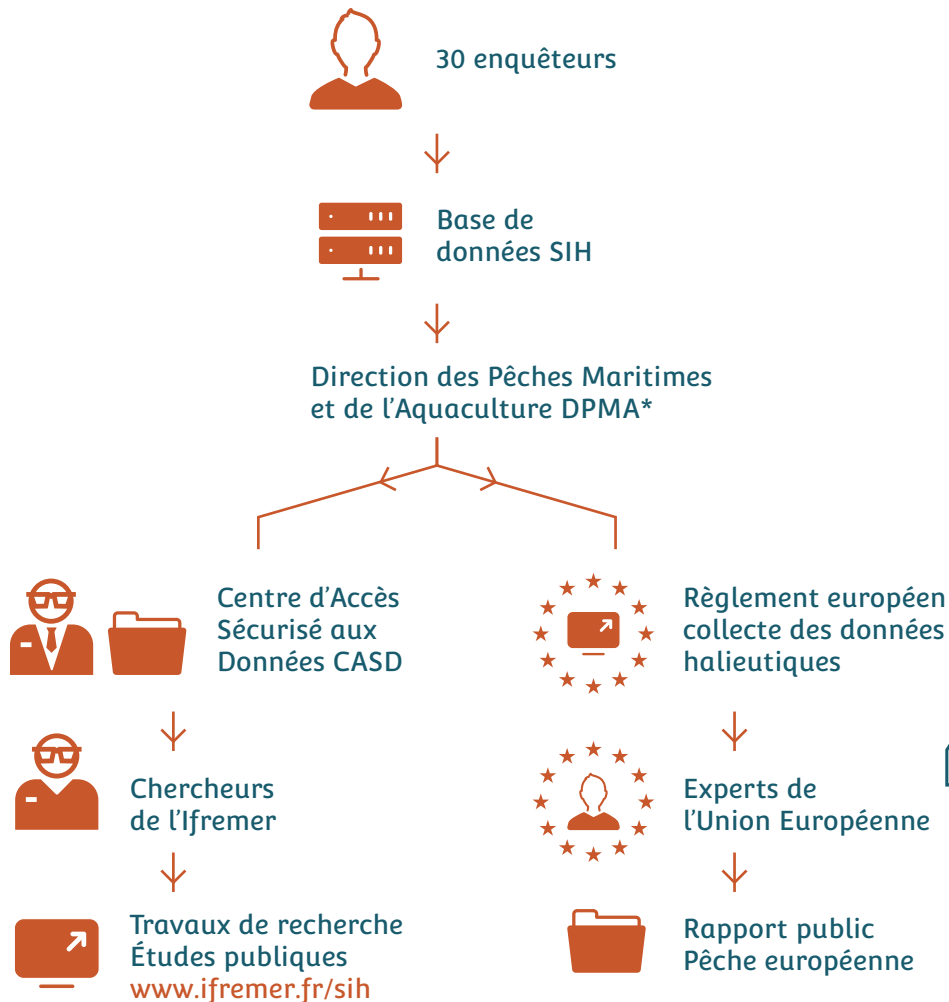 30 enquêteurs
Base de
données SIH
Direction des Pêches Maritimes
et de l'Aquaculture DPMA*
Centre d'Accès
Sécurisé aux
Données CASD
Chercheurs
de l'Ifremer
Travaux de recherche
Études publiques
www.ifremer.fr/sih
Règlement européen
collecte des données
halieutiques
Experts de
l'Union Européenne
Rapport public
Pêche européenne